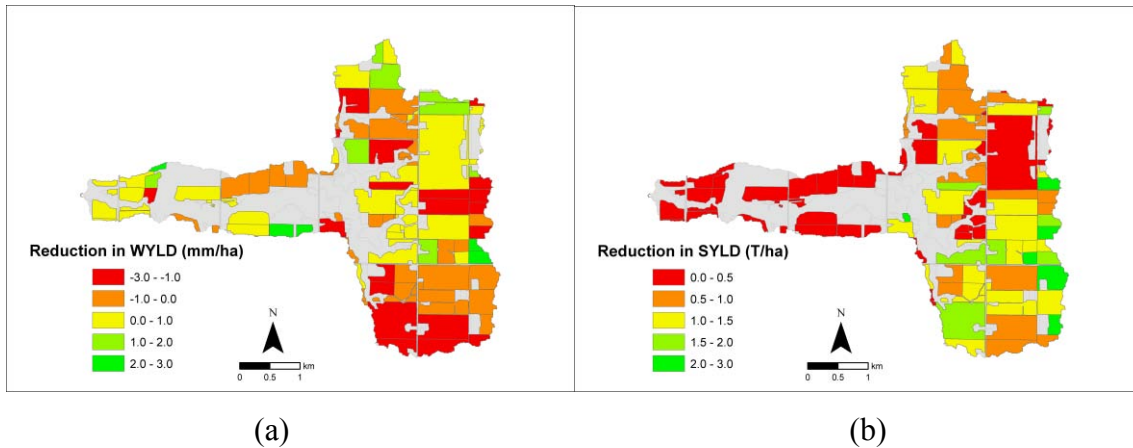 Reduction in WYLD (mm/ha)
-3.0 - -1.0
-1.0 - 0.0
0.0 - 1.0
1.0 - 2.0
2.0 - 3.0
N
km
0 0.5 1
Reduction in SYLD (T/ha)
0.0 - 0.5
0.5 - 1.0
1.0 - 1.5
1.5 - 2.0
2.0 - 3.0
N
km
0 0.5 1
(a)
(b)